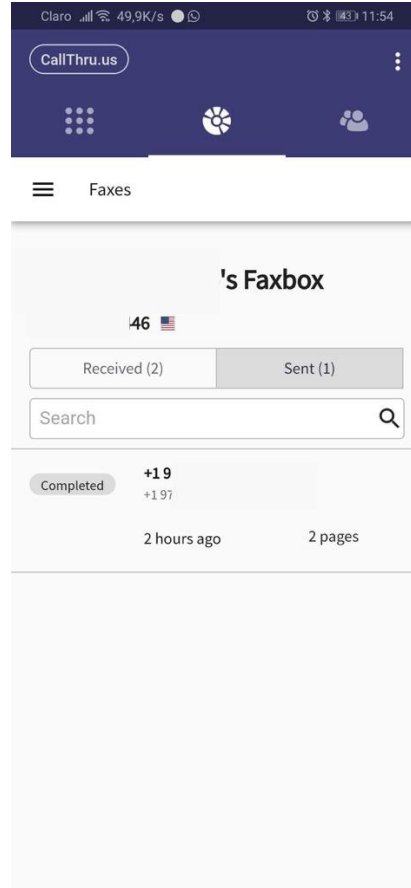 Claro 49,9K/s 43 11:54
CallThru.us
Faxes
's Faxbox
46
Received (2) Sent (1)
Search
Completed +1 9
+1 97
2 hours ago 2 pages